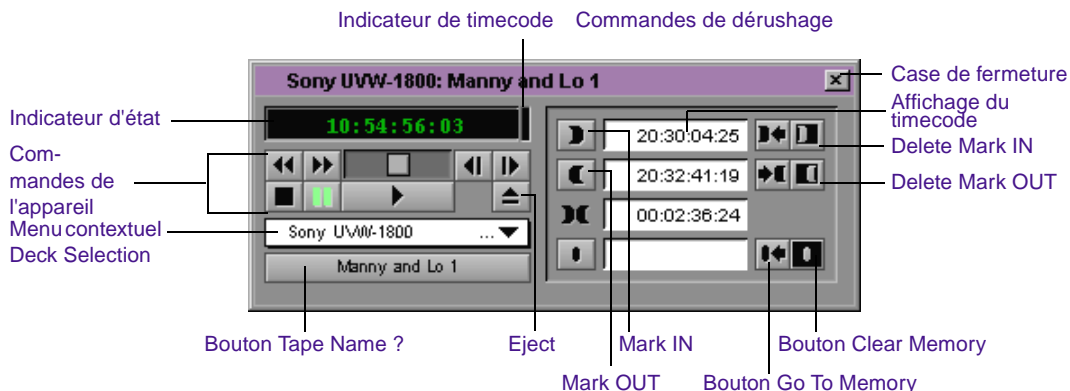 Indicateur de timecode
Commandes de dérushage
Sony UVW-1800: Manny and Lo 1
Case de fermeture
Indicateur d'état
10:54:56:03
Affichage du
timecode
20:30:04:25
Delete Mark IN
Com-
mandes de
l'appareil
20:32:41:19
Delete Mark OUT
Menu contextuel
Deck Selection
Sony UVW-1800 ...
00:02:36:24
Manny and Lo 1
Bouton Tape Name ?
Eject
Mark IN
Bouton Clear Memory
Mark OUT
Bouton Go To Memory